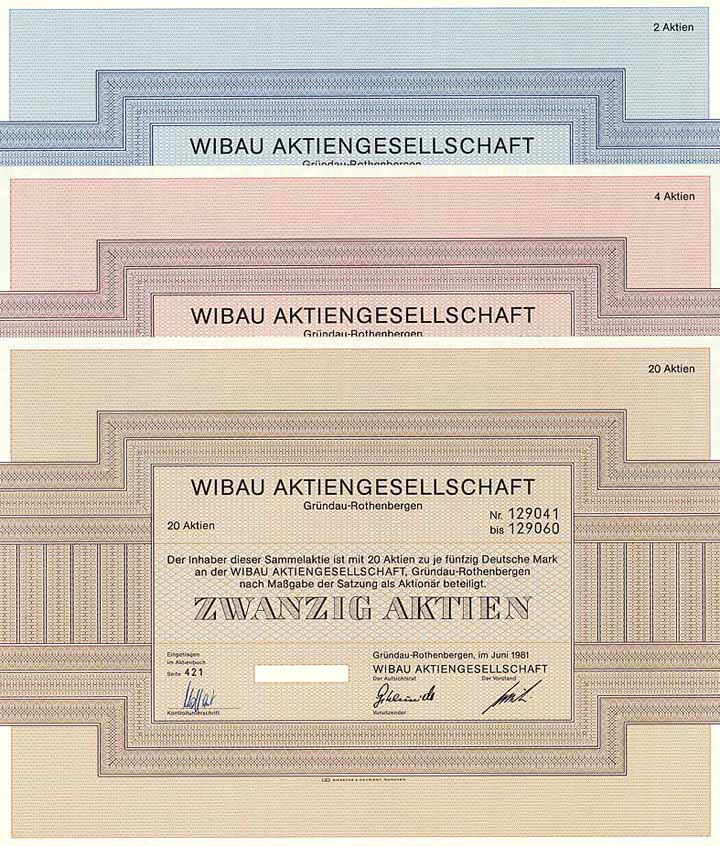 2 Aktien
WIBAU AKTIENGESELLSCHAFT
Gründau-Rothenbergen
4 Aktien
WIBAU AKTIENGESELLSCHAFT
Gründau-Rothenbergen
20 Aktien
WIBAU AKTIENGESELLSCHAFT
Gründau-Rothenbergen
Nr. 129041
20 Aktien
bis 129060
Der Inhaber dieser Sammelaktie ist mit 20 Aktien zu je fünfzig Deutsche Mark
an der WIBAU AKTIENGESELLSCHAFT, Gründau-Rothenbergen
nach Maßgabe der Satzung als Aktionär beteiligt.
ZWANZIG AKTIEN
Eingetragen
im Aktienbuch
Seite 421
Kontrollunterschrift
Gründau-Rothenbergen, im Juni 1981
WIBAU AKTIENGESELLSCHAFT
Der Aufsichtsrat Der Vorstand
Vorsitzender
GIESECKE & DEVRIENT, MÜNCHEN